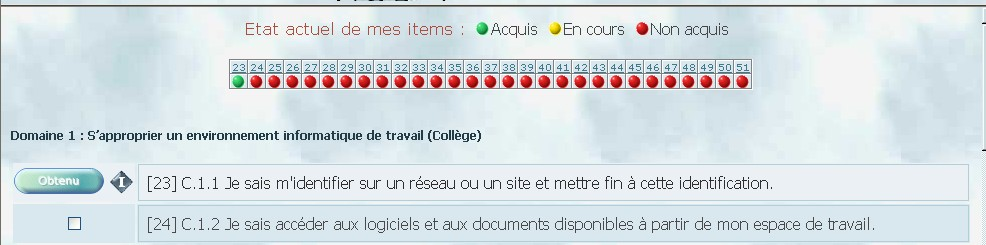 Etat actuel de mes items : Acquis En cours Non acquis
23 24 25 26 27 28 29 30 31 32 33 34 35 36 37 38 39 40 41 42 43 44 45 46 47 48 49 50 51
Domaine 1 : S'approprier un environnement informatique de travail (Collège)
Obtenu I [23] C.1.1 Je sais m'identifier sur un réseau ou un site et mettre fin à cette identification.
[24] C.1.2 Je sais accéder aux logiciels et aux documents disponibles à partir de mon espace de travail.